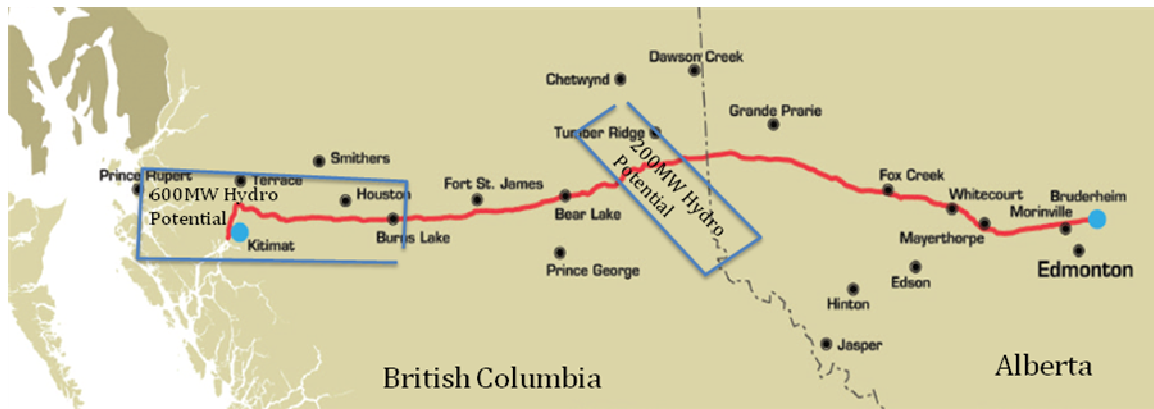 Dawson Creek
Chetwynd
Grande Prarie
Tumber Ridge
200MW Hydro
Potential
Smithers
Prince Rupert
Terrace
600MW Hydro
Potential
Houston
Fort St. James
Fox Creek
Whitecourt
Bruderheim
Morinville
Bear Lake
Burns Lake
Kitimat
Mayerthorpe
Prince George
Edmonton
Edson
Hinton
Jasper
British Columbia
Alberta